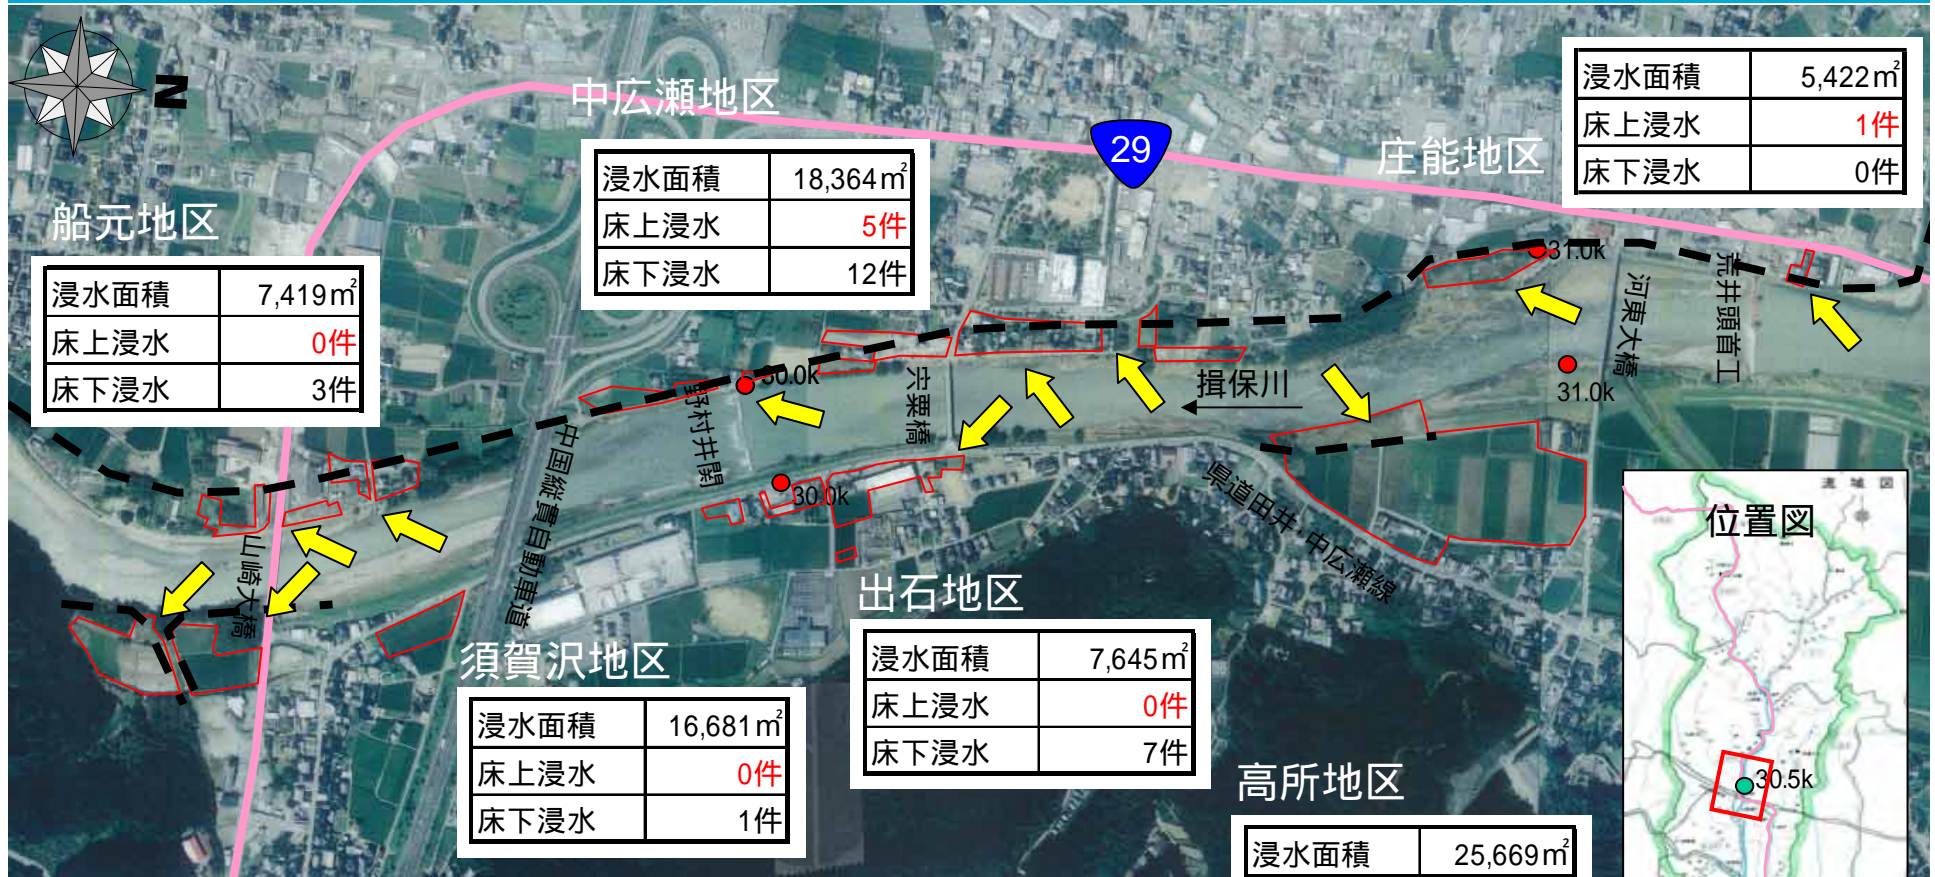 N
中広瀬地区
浸水面積 18,364㎡
床上浸水 5件
床下浸水 12件
29
庄能地区
浸水面積 5,422㎡
床上浸水 1件
床下浸水 0件
船元地区
浸水面積 7,419㎡
床上浸水 0件
床下浸水 3件
31.0k
河東大橋
荒井頭首工
31.0k
揖保川
30.0k
野村井関
宍粟橋
30.0k
中国縦貫自動車道
県道田井・中広瀬線
山崎大橋
須賀沢地区
浸水面積 16,681㎡
床上浸水 0件
床下浸水 1件
出石地区
浸水面積 7,645㎡
床上浸水 0件
床下浸水 7件
高所地区
浸水面積 25,669㎡
流域図
位置図
30.5k